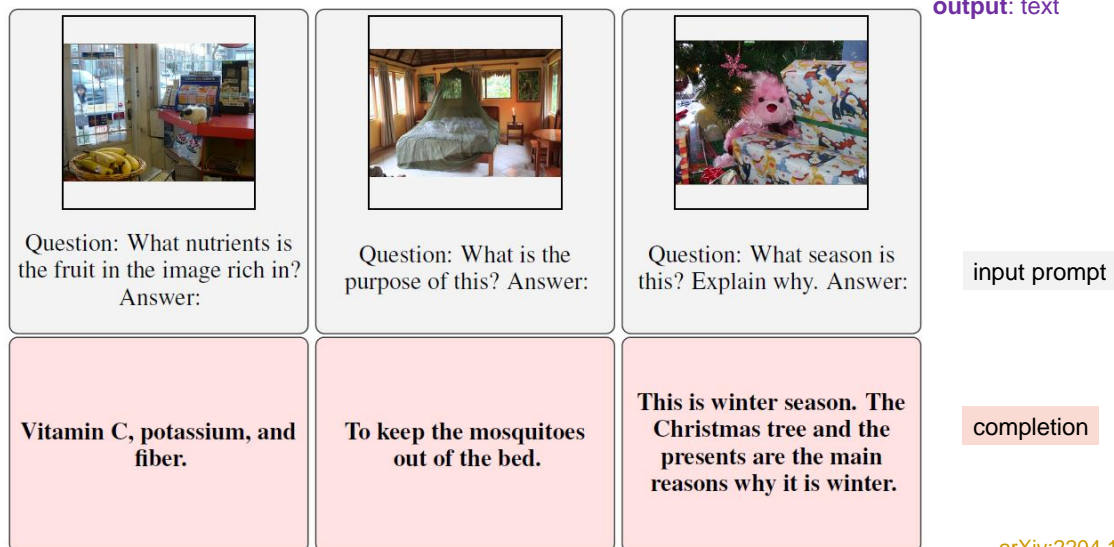 output: text
Question: What nutrients is
the fruit in the image rich in?
Answer:
Question: What is the
purpose of this? Answer:
Question: What season is
this? Explain why. Answer:
input prompt
Vitamin C, potassium, and
fiber.
To keep the mosquitoes
out of the bed.
This is winter season. The
Christmas tree and the
presents are the main
reasons why it is winter.
completion